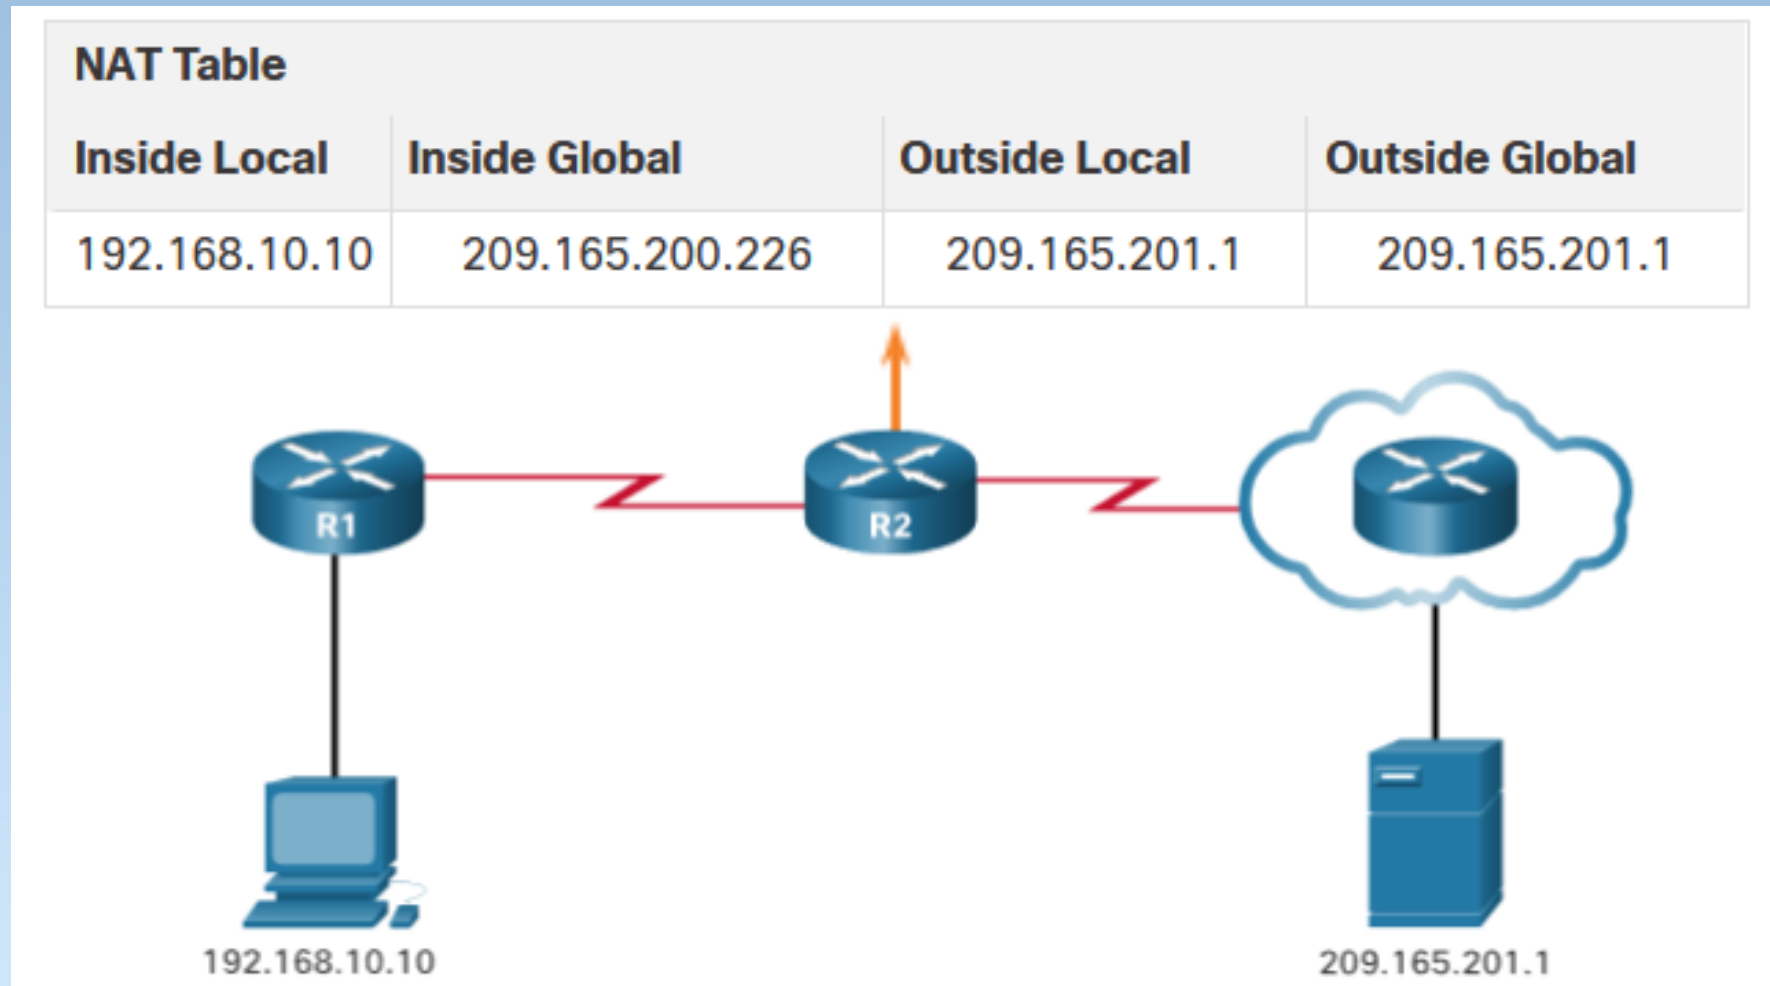 NAT Table
Inside Local Inside Global Outside Local Outside Global
192.168.10.10 209.165.200.226 209.165.201.1 209.165.201.1
R1 R2
192.168.10.10 209.165.201.1